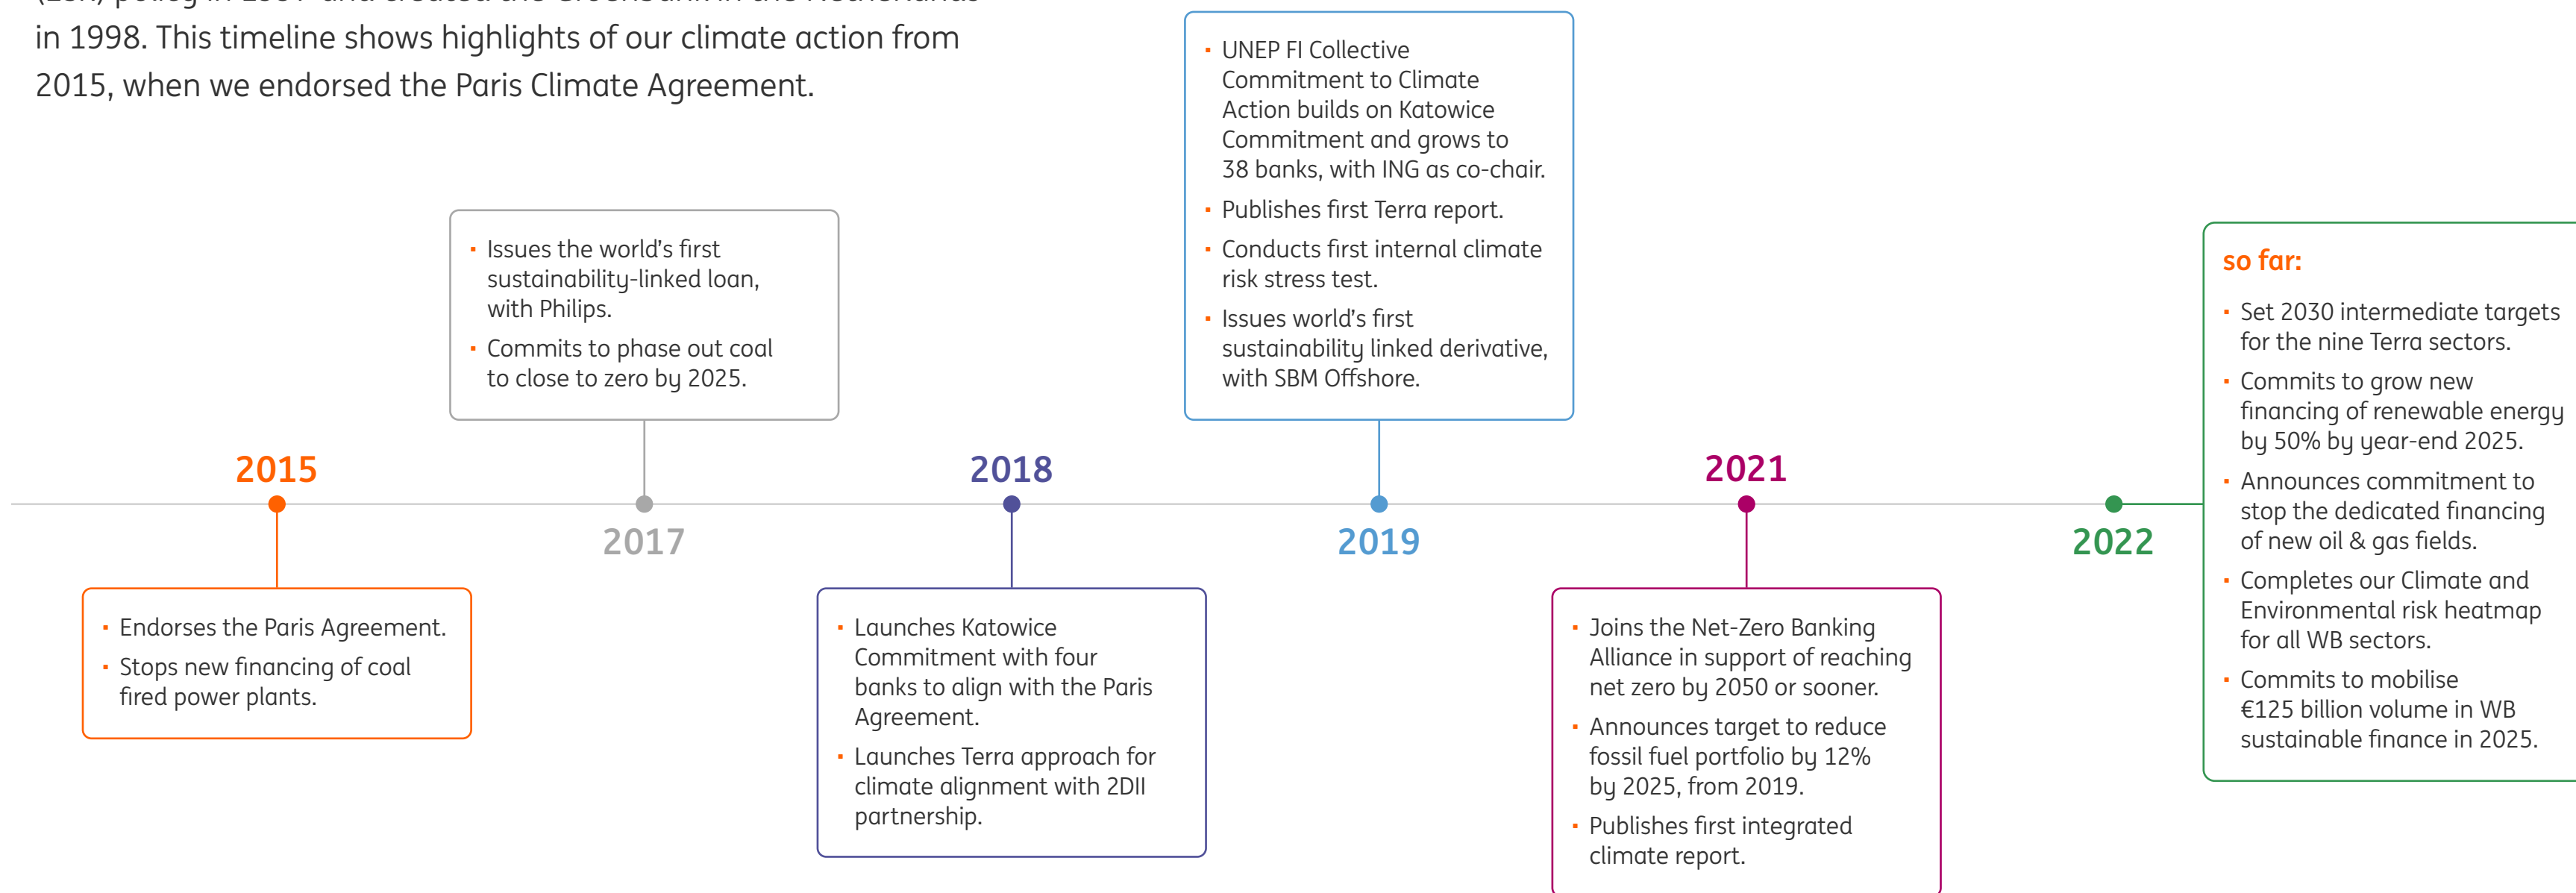 in 1998. This timeline shows highlights of our climate action from
2015, when we endorsed the Paris Climate Agreement.
2015
▪ Endorses the Paris Agreement.
▪ Stops new financing of coal
fired power plants.
▪ Issues the world's first
sustainability-linked loan,
with Philips.
▪ Commits to phase out coal
to close to zero by 2025.
2017
2018
▪ Launches Katowice
Commitment with four
banks to align with the Paris
Agreement.
▪ Launches Terra approach for
climate alignment with 2DII
partnership.
▪ UNEP FI Collective
Commitment to Climate
Action builds on Katowice
Commitment and grows to
38 banks, with ING as co-chair.
▪ Publishes first Terra report.
▪ Conducts first internal climate
risk stress test.
▪ Issues world's first
sustainability linked derivative,
with SBM Offshore.
2019
2021
▪ Joins the Net-Zero Banking
Alliance in support of reaching
net zero by 2050 or sooner.
▪ Announces target to reduce
fossil fuel portfolio by 12%
by 2025, from 2019.
▪ Publishes first integrated
climate report.
2022
so far:
▪ Set 2030 intermediate targets
for the nine Terra sectors.
▪ Commits to grow new
financing of renewable energy
by 50% by year-end 2025.
▪ Announces commitment to
stop the dedicated financing
of new oil & gas fields.
▪ Completes our Climate and
Environmental risk heatmap
for all WB sectors.
▪ Commits to mobilise
€125 billion volume in WB
sustainable finance in 2025.